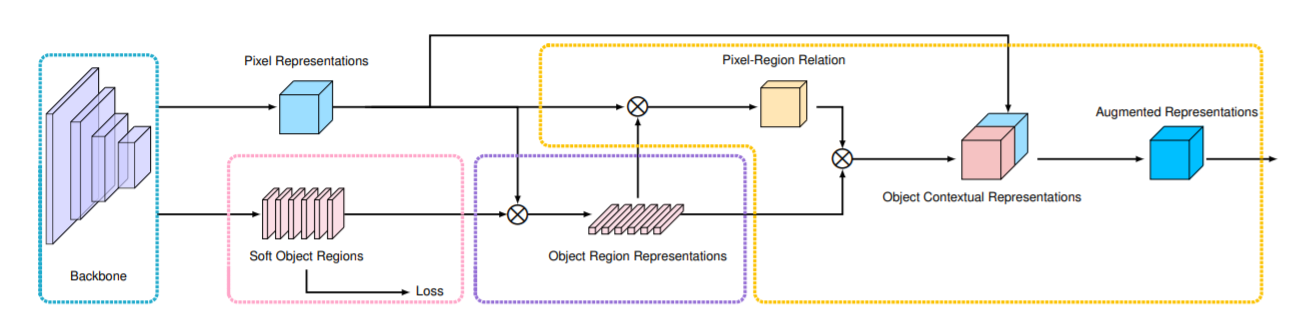 Pixel Representations
Pixel-Region Relation
Augmented Representations
Object Contextual Representations
Soft Object Regions
Object Region Representations
Backbone
Loss